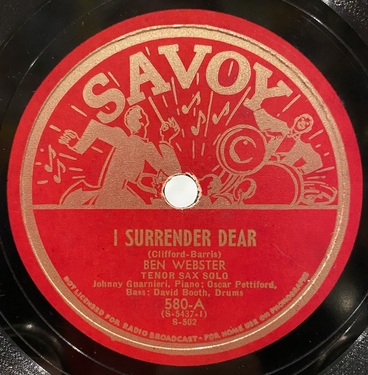 SAVOY
I SURRENDER DEAR
(Clifford-Barris)
BEN WEBSTER
TENOR SAX SOLO
Johnny Guarnieri, Piano; Oscar Pettiford,
Bass; David Booth, Drums
580-A
(S-5437-1)
S-502
NOT LICENSED FOR RADIO BROADCAST - FOR HOME USE ON PHONOGRAPHS